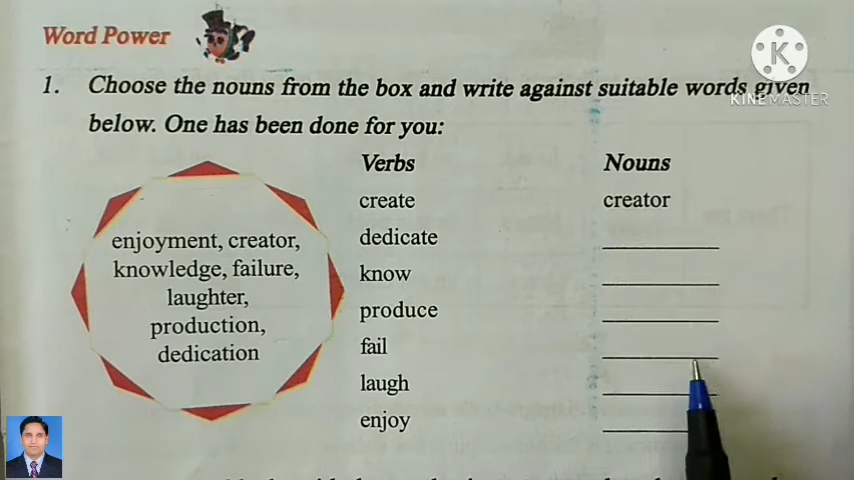 Word Power
K
KINEMASTER
1. Choose the nouns from the box and write against suitable words given
below. One has been done for you:
enjoyment, creator,
knowledge, failure,
laughter,
production,
dedication
Verbs Nouns
create creator
dedicate
know
produce
fail
laugh
enjoy